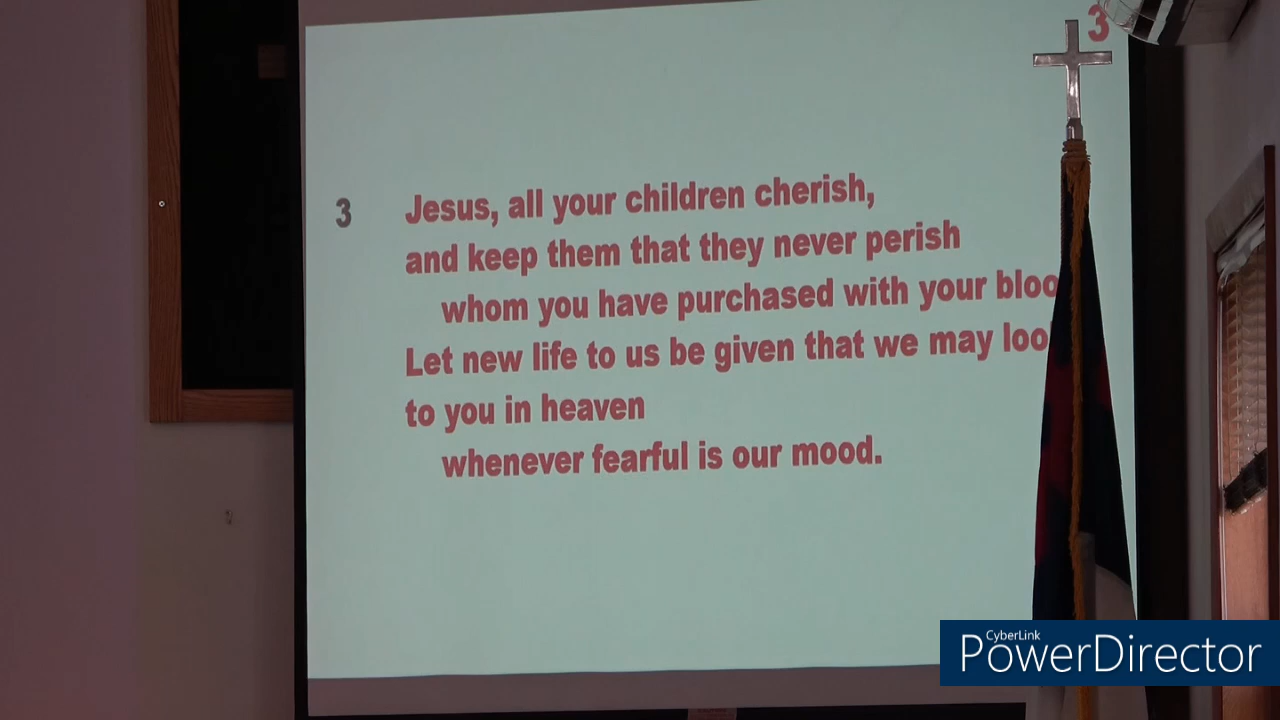 3
3 Jesus, all your children cherish,
and keep them that they never perish
whom you have purchased with your
Let new life to us be given that we may
to you in heaven
whenever fearful is our mood.
CyberLink
PowerDirector